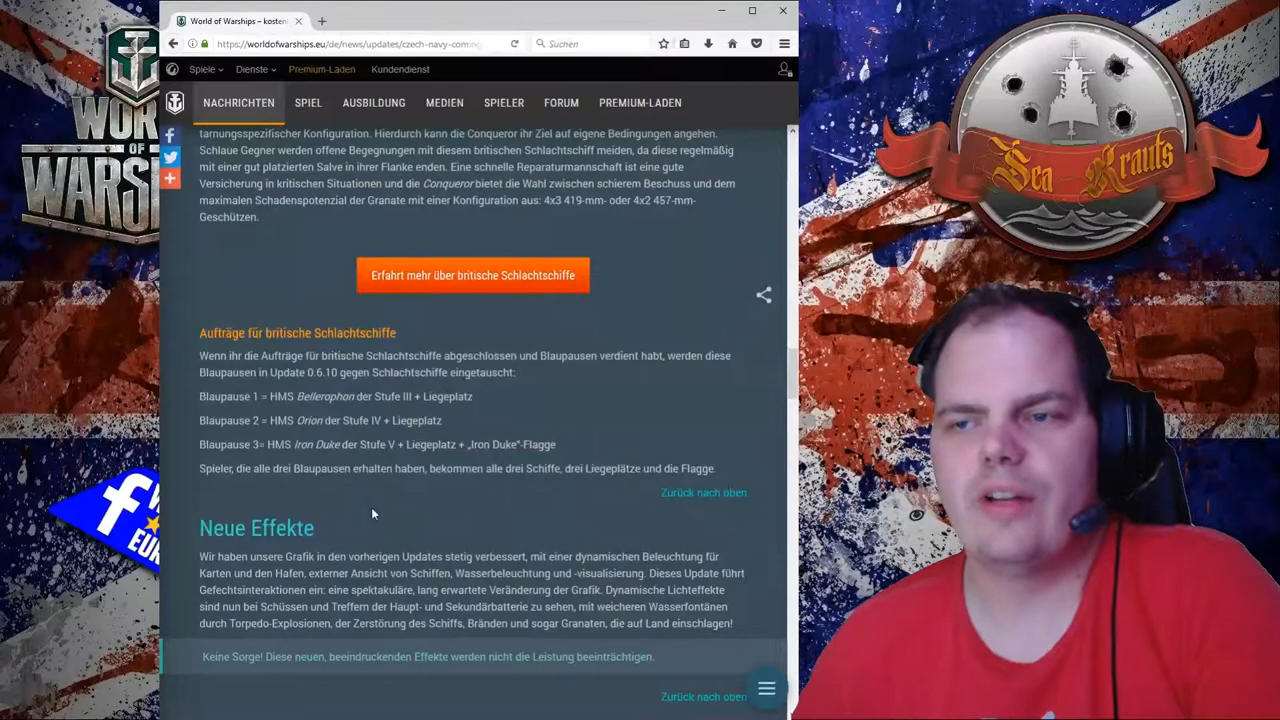 World of Warships – kosten
https://worldofwarships.eu/de/news/updates/czech-navy-coming
Suchen
Spiele
Dienste
Premium-Laden
Kundendienst
NACHRICHTEN
SPIEL
AUSBILDUNG
MEDIEN
SPIELER
FORUM
PREMIUM-LADEN
tarnungsspezifischer Konfiguration. Hierdurch kann die Conqueror ihr Ziel auf eigene Bedingungen angehen.
Schlaue Gegner werden offene Begegnungen mit diesem britischen Schlachtschiff meiden, da diese regelmäßig
mit einer gut platzierten Salve in ihrer Flanke enden. Eine schnelle Reparaturmannschaft ist eine gute
Versicherung in kritischen Situationen und die Conqueror bietet die Wahl zwischen schierem Beschuss und dem
maximalen Schadenspotenzial der Granate mit einer Konfiguration aus: 4x3 419-mm- oder 4x2 457-mm-
Geschützen.
Erfahrt mehr über britische Schlachtschiffe
Aufträge für britische Schlachtschiffe
Wenn ihr die Aufträge für britische Schlachtschiffe abgeschlossen und Blaupausen verdient habt, werden diese
Blaupausen in Update 0.6.10 gegen Schlachtschiffe eingetauscht:
Blaupause 1 = HMS Bellerophon der Stufe III + Liegeplatz
Blaupause 2 = HMS Orion der Stufe IV + Liegeplatz
Blaupause 3= HMS Iron Duke der Stufe V + Liegeplatz + „Iron Duke“-Flagge
Spieler, die alle drei Blaupausen erhalten haben, bekommen alle drei Schiffe, drei Liegeplätze und die Flagge.
Zurück nach oben
Neue Effekte
Wir haben unsere Grafik in den vorherigen Updates stetig verbessert, mit einer dynamischen Beleuchtung für
Karten und den Hafen, externer Ansicht von Schiffen, Wasserbeleuchtung und -visualisierung. Dieses Update führt
Gefechtsinteraktionen ein: eine spektakuläre, lang erwartete Veränderung der Grafik. Dynamische Lichteffekte
sind nun bei Schüssen und Treffern der Haupt- und Sekundärbatterie zu sehen, mit weicheren Wasserfontänen
durch Torpedo-Explosionen, der Zerstörung des Schiffs, Bränden und sogar Granaten, die auf Land einschlagen!
Keine Sorge! Diese neuen, beeindruckenden Effekte werden nicht die Leistung beeinträchtigen.
Zurück nach oben
OF
WARSHI
Sea Krauts